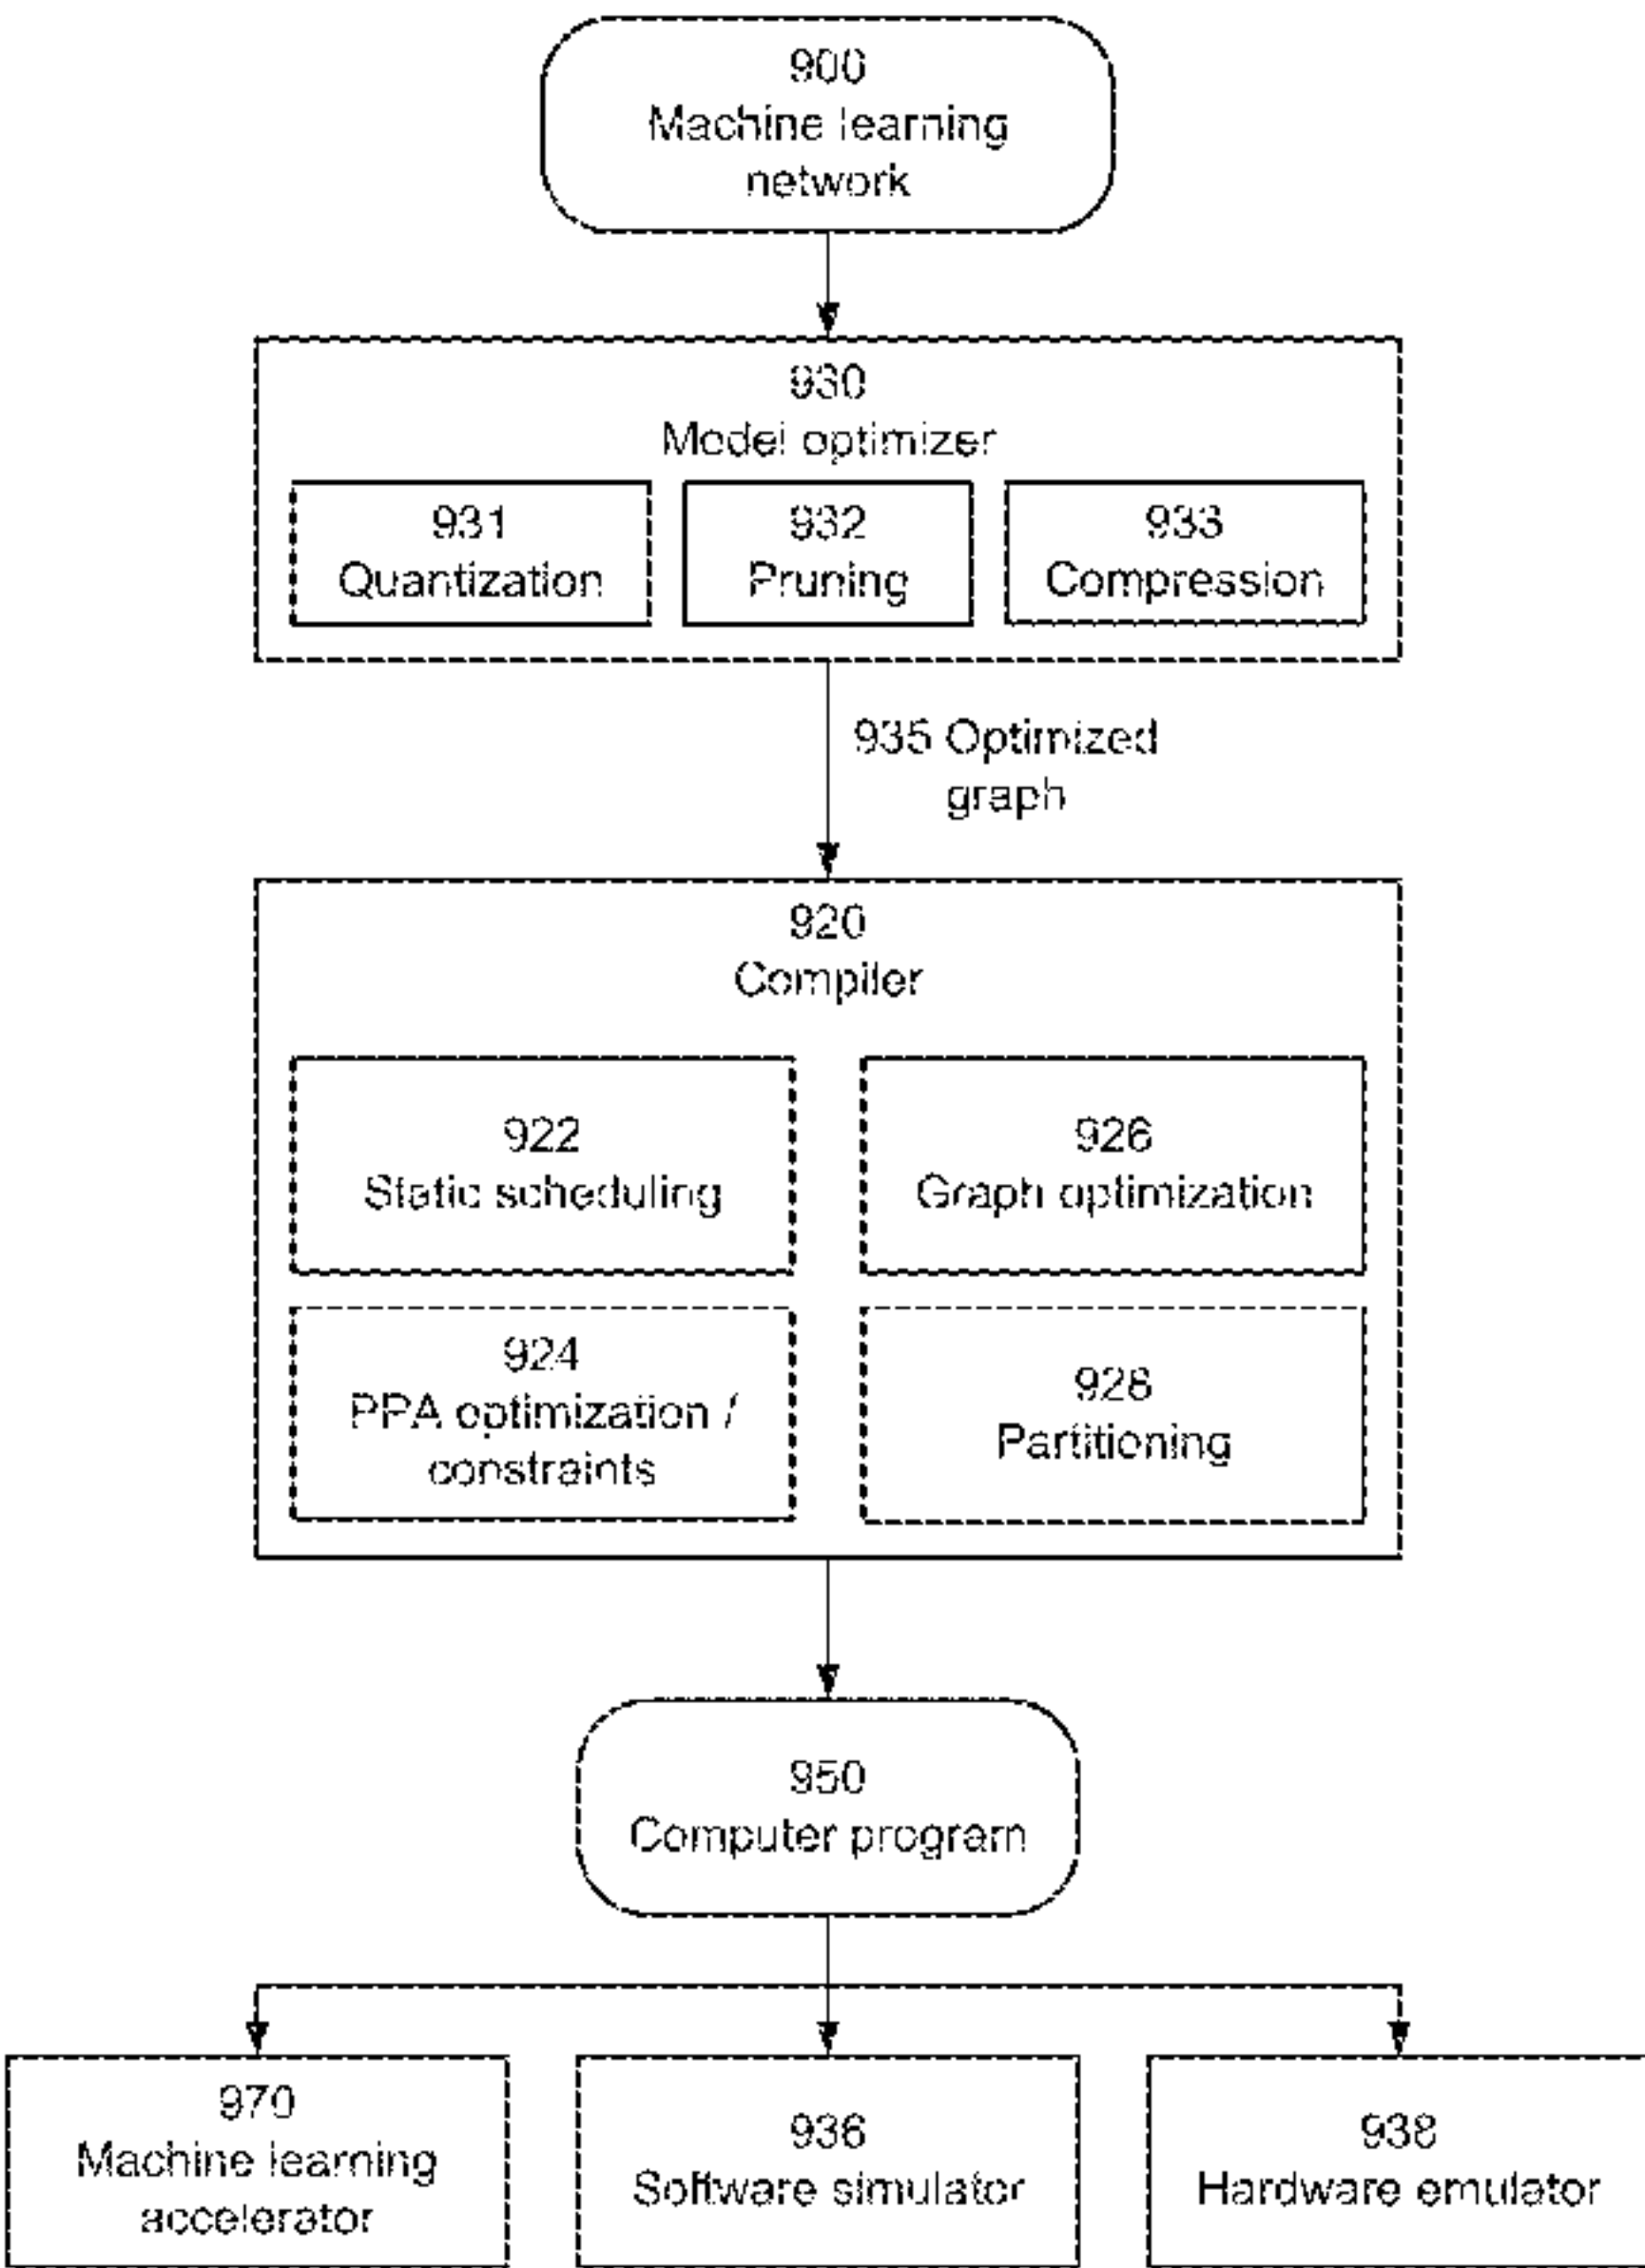 900
Machine learning
network
930
Model optimizer
931
Quantization
932
Pruning
933
Compression
935 Optimized
graph
920
Compiler
922
Static scheduling
926
Graph optimization
924
PPA optimization /
constraints
928
Partitioning
950
Computer program
970
Machine learning
accelerator
936
Software simulator
938
Hardware emulator